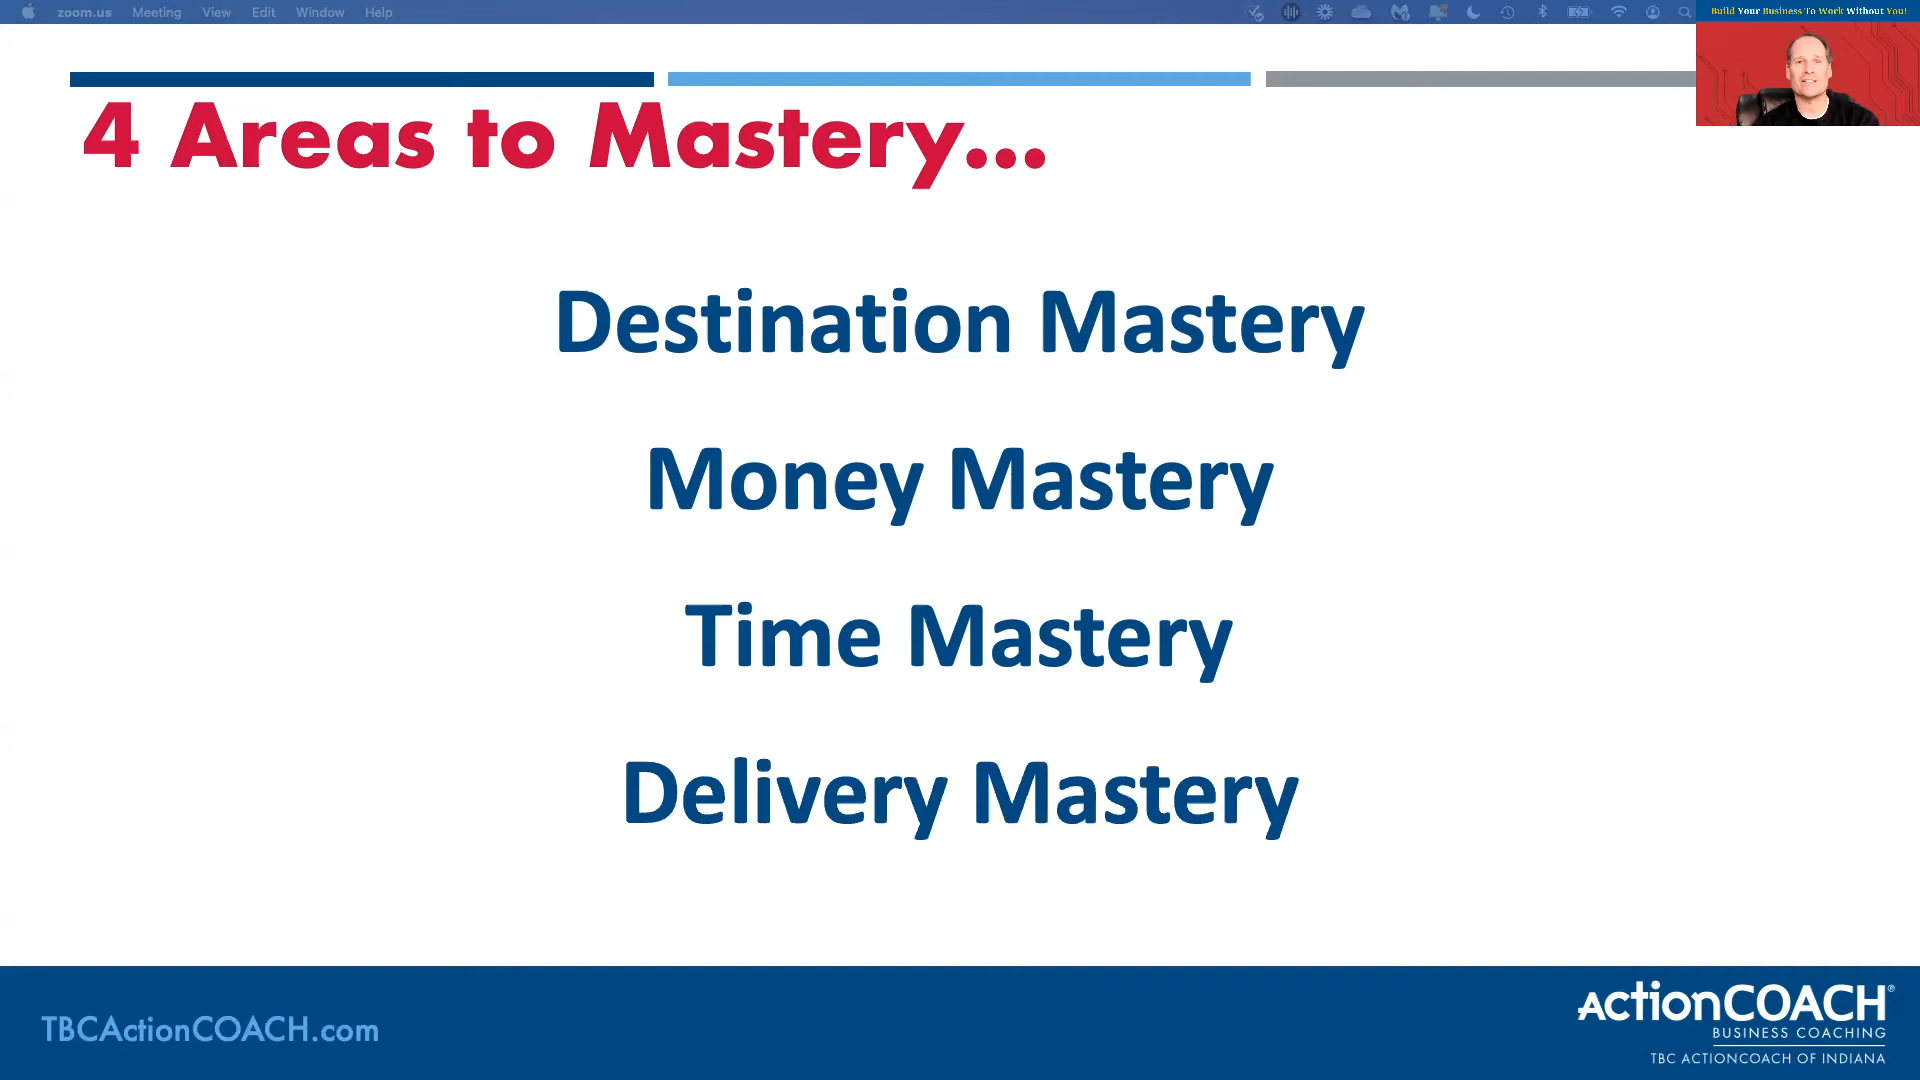 zoom.us Meeting View Edit Window Help
Build Your Business To Work Without You!
4 Areas to Mastery...
Destination Mastery
Money Mastery
Time Mastery
Delivery Mastery
TBCActionCOACH.com
actionCOACH®
BUSINESS COACHING
TBC ACTIONCOACH OF INDIANA